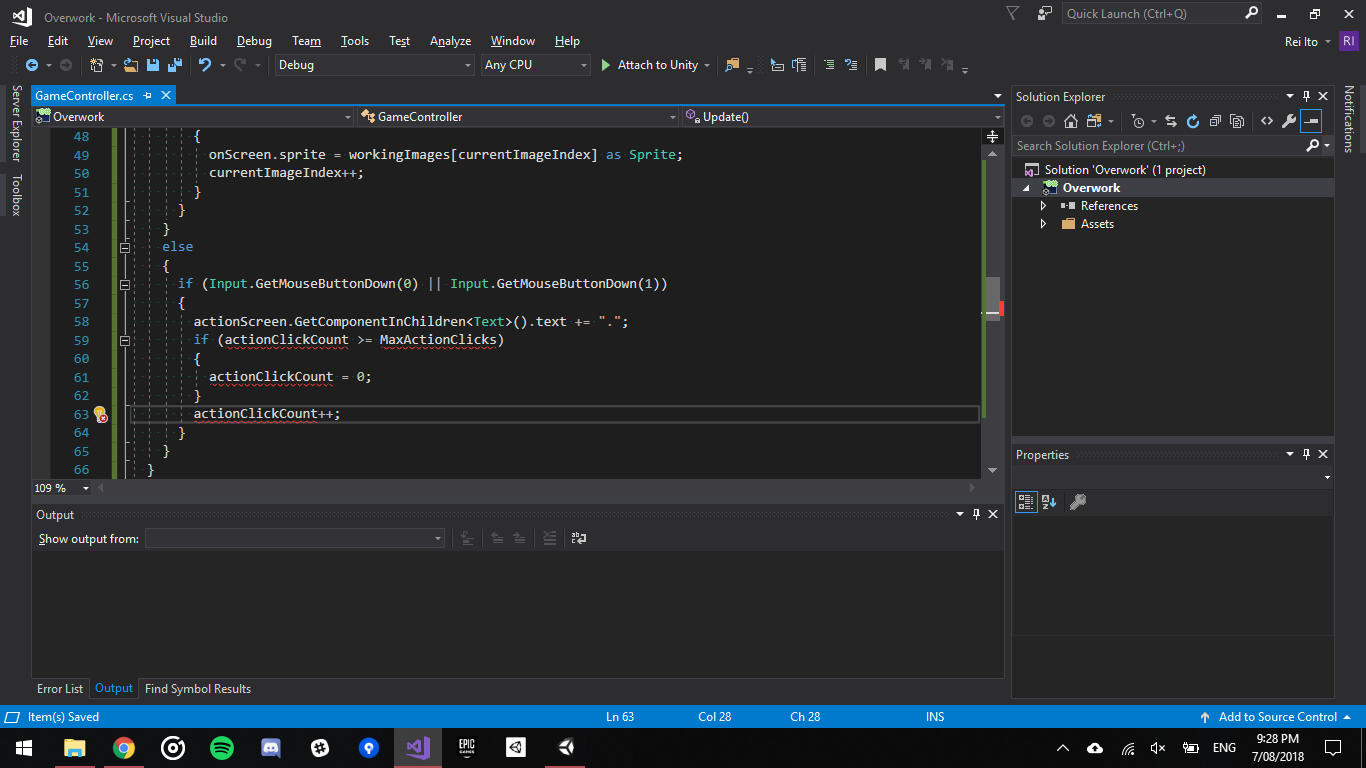 Overwork - Microsoft Visual Studio
Quick Launch (Ctrl+Q)
File Edit View Project Build Debug Team Tools Test Analyze Window Help
Rei Ito RI
Debug Any CPU Attach to Unity
Server Explorer
Toolbox
GameController.cs
Overwork GameController Update()
48 {
49 onScreen.sprite = workingImages[currentImageIndex] as Sprite;
50 currentImageIndex++;
51 }
52 }
53 }
54 else
55 {
56 if (Input.GetMouseButtonDown(0) || Input.GetMouseButtonDown(1))
57 {
58 actionScreen.GetComponentInChildren<Text>().text += ".";
59 if (actionClickCount >= MaxActionClicks)
60 {
61 actionClickCount = 0;
62 }
63 actionClickCount++;
64 }
65 }
66 }
109 %
Output
Show output from:
Error List Output Find Symbol Results
Solution Explorer
Search Solution Explorer (Ctrl+;)
Solution 'Overwork' (1 project)
Overwork
References
Assets
Properties
Notifications
Item(s) Saved Ln 63 Col 28 Ch 28 INS Add to Source Control
EPIC GAMES
ENG
9:28 PM
7/08/2018